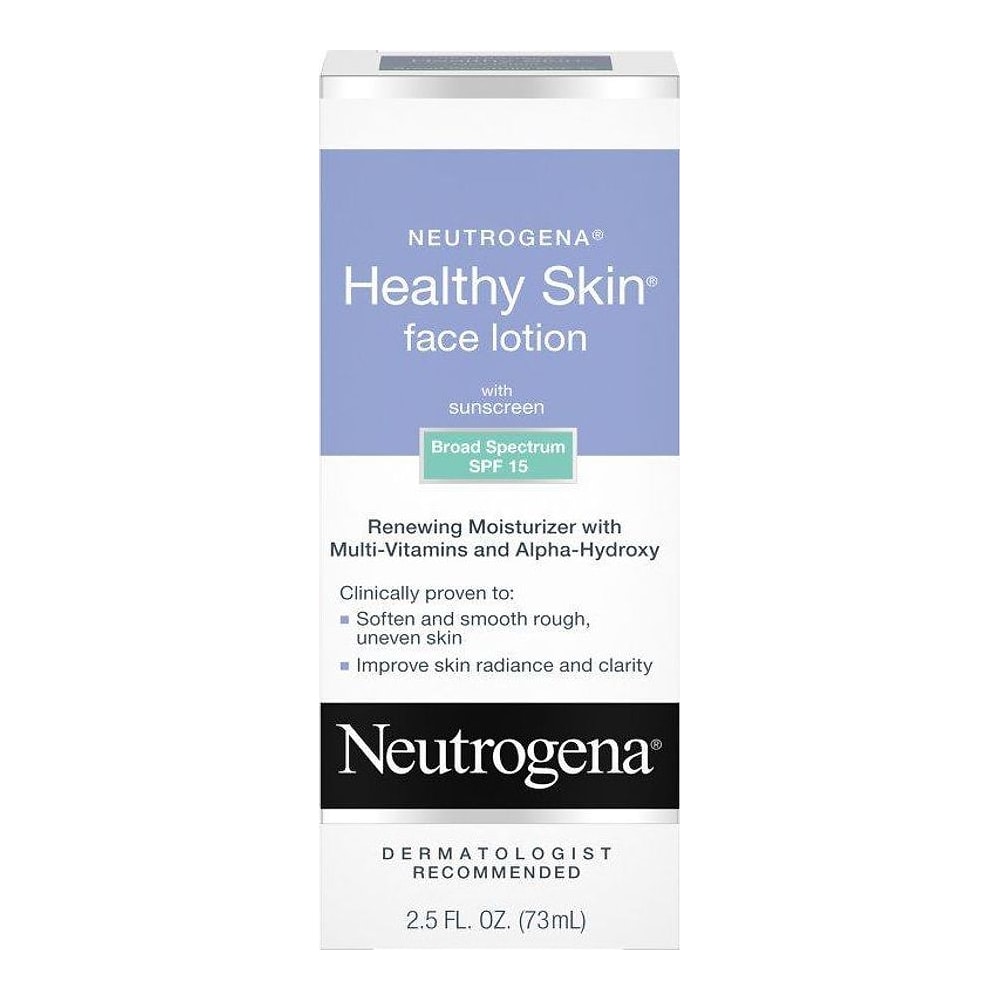 NEUTROGENA®
Healthy Skin®
face lotion
with
sunscreen
Broad Spectrum
SPF 15
Renewing Moisturizer with
Multi-Vitamins and Alpha-Hydroxy
Clinically proven to:
▪ Soften and smooth rough,
uneven skin
▪ Improve skin radiance and clarity
Neutrogena®
DERMATOLOGIST
RECOMMENDED
2.5 FL. OZ. (73mL)